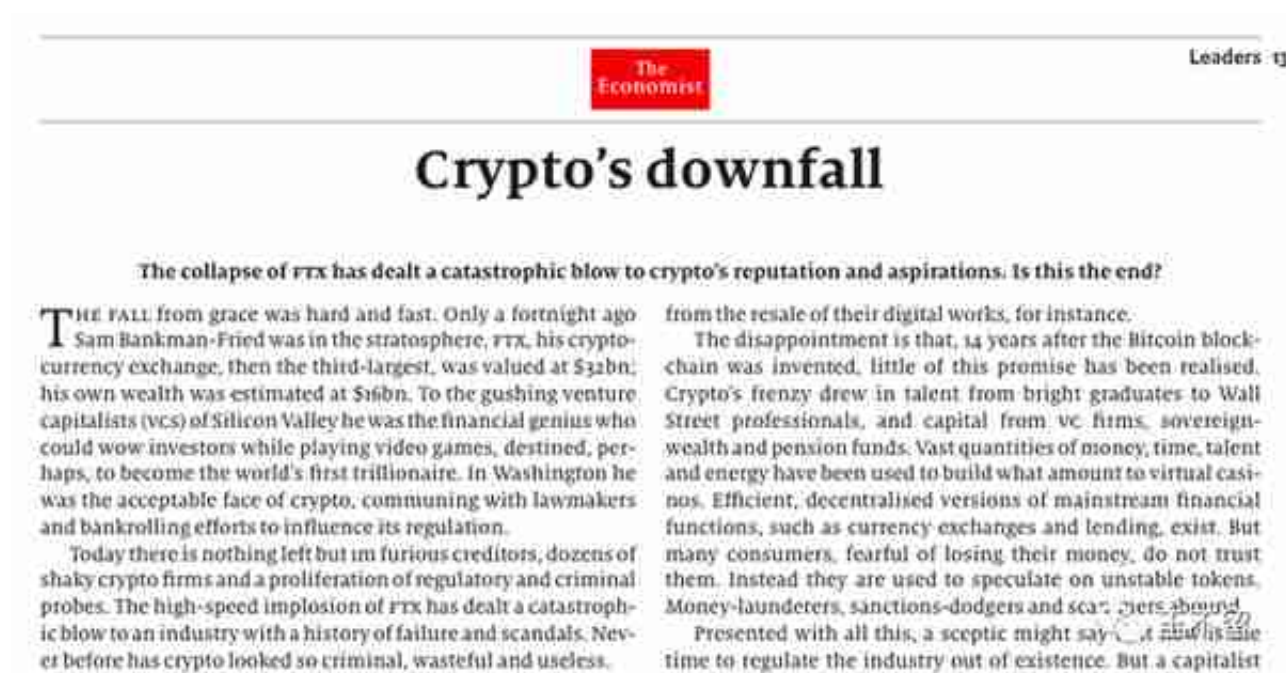 Leaders 13
The
Economist
Crypto's downfall
The collapse of FTX has dealt a catastrophic blow to crypto's reputation and aspirations. Is this the end?
THE FALL from grace was hard and fast. Only a fortnight ago
Sam Bankman-Fried was in the stratosphere. FTX, his crypto-
currency exchange, then the third-largest, was valued at $32bn;
his own wealth was estimated at $16bn. To the gushing venture
capitalists (VCs) of Silicon Valley he was the financial genius who
could wow investors while playing video games, destined, per-
haps, to become the world's first trillionaire. In Washington he
was the acceptable face of crypto, communing with lawmakers
and bankrolling efforts to influence its regulation.
Today there is nothing left but 1m furious creditors, dozens of
shaky crypto firms and a proliferation of regulatory and criminal
probes. The high-speed implosion of FTX has dealt a catastroph-
ic blow to an industry with a history of failure and scandals. Nev-
er before has crypto looked so criminal, wasteful and useless.
from the resale of their digital works, for instance.
The disappointment is that, 14 years after the Bitcoin block-
chain was invented, little of this promise has been realised.
Crypto's frenzy drew in talent from bright graduates to Wall
Street professionals, and capital from VC firms, sovereign-
wealth and pension funds. Vast quantities of money, time, talent
and energy have been used to build what amount to virtual casi-
nos. Efficient, decentralised versions of mainstream financial
functions, such as currency exchanges and lending, exist. But
many consumers, fearful of losing their money, do not trust
them. Instead they are used to speculate on unstable tokens.
Money-launderers, sanctions-dodgers and scammers abound.
Presented with all this, a sceptic might say is the
time to regulate the industry out of existence. But a capitalist